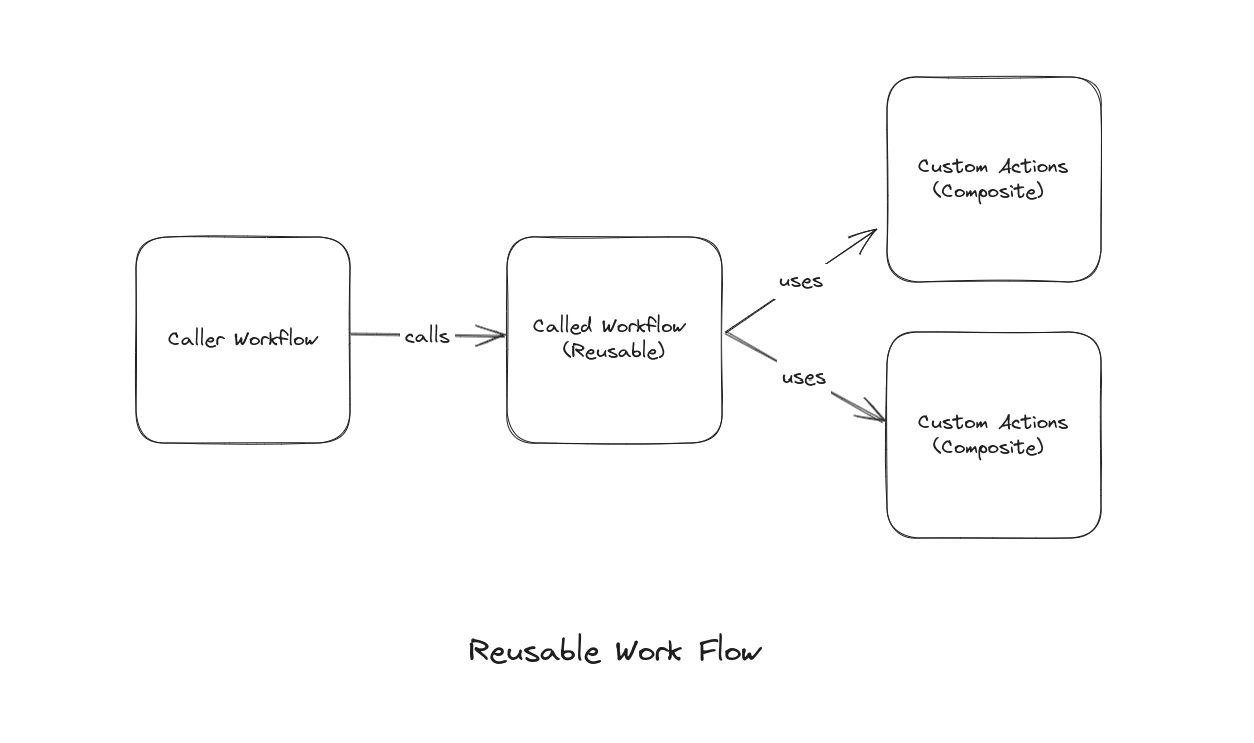 Caller Workflow
calls
Called Workflow
(Reusable)
uses
Custom Actions
(Composite)
uses
Custom Actions
(Composite)
Reusable Work Flow